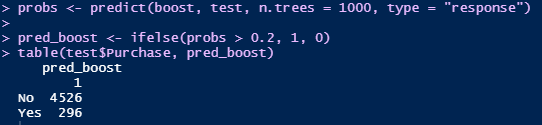 > probs <- predict(boost, test, n.trees = 1000, type = "response")
>
> pred_boost <- ifelse(probs > 0.2, 1, 0)
> table(test$Purchase, pred_boost)
pred_boost
1
No 4526
Yes 296